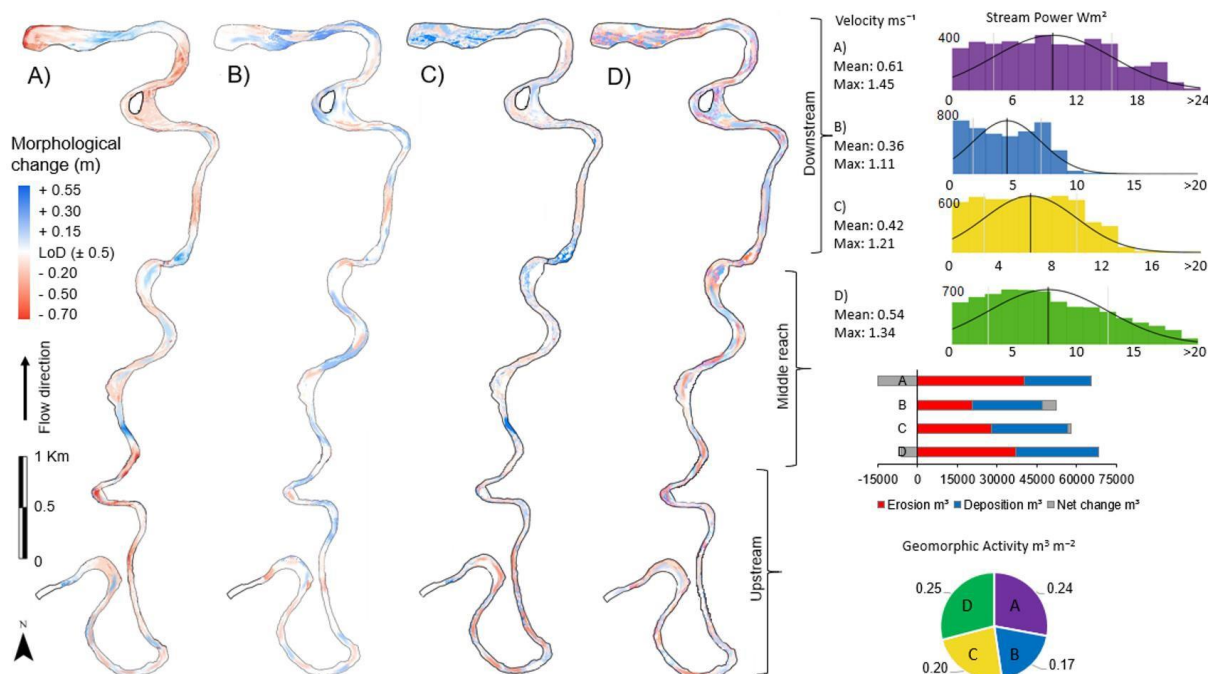 A)
B)
C)
D)
Morphological
change (m)
+ 0.55
+ 0.30
+ 0.15
LoD (± 0.5)
- 0.20
- 0.50
- 0.70
Flow direction
1 Km
0.5
0
N
Downstream
Middle reach
Upstream
Velocity ms⁻¹
A)
Mean: 0.61
Max: 1.45
B)
Mean: 0.36
Max: 1.11
C)
Mean: 0.42
Max: 1.21
D)
Mean: 0.54
Max: 1.34
Stream Power Wm²
400
0 6 12 18 >24
800
0 5 10 15 >20
600
0 4 8 12 16 >20
700
0 5 10 15 >20
A
B
C
D
-15000 0 15000 30000 45000 60000 75000
Erosion m³ Deposition m³ Net change m³
Geomorphic Activity m³ m⁻²
0.25 D A 0.24
0.20 C B 0.17